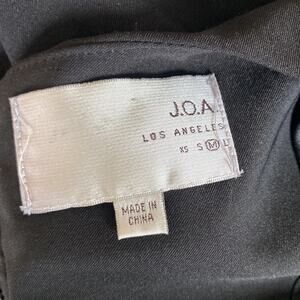 J.O.A.
LOS ANGELES
XS S M L
MADE IN
CHINA